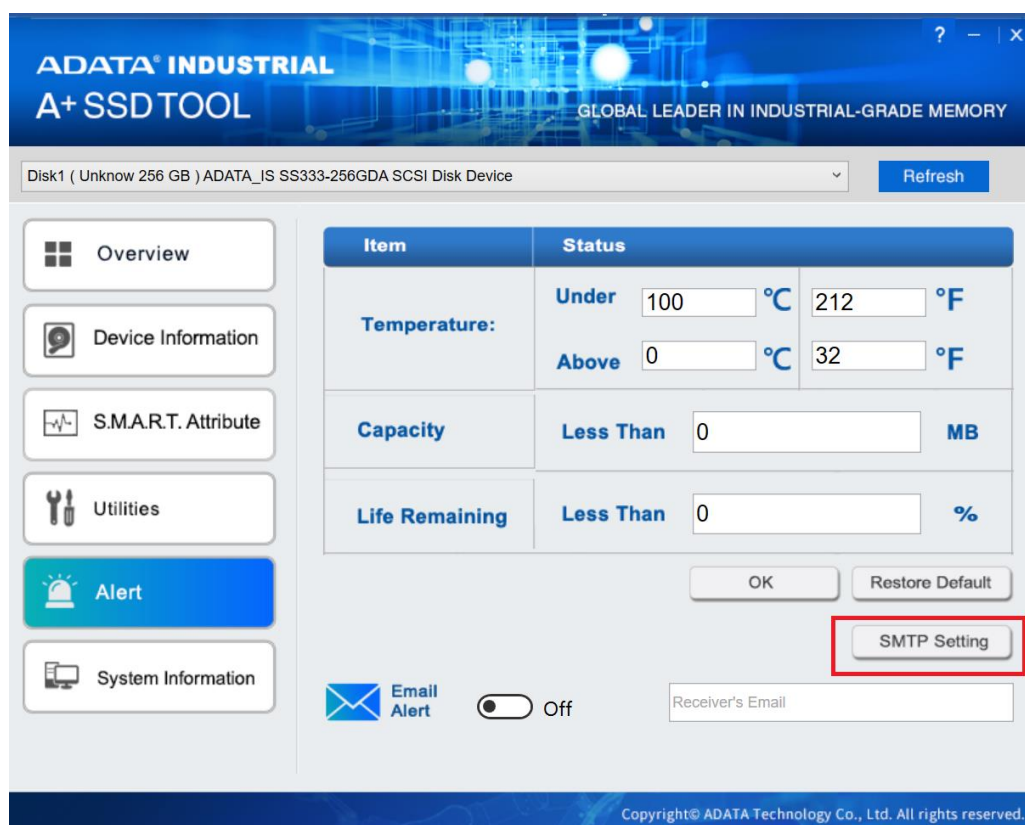 ADATA® INDUSTRIAL
A+ SSD TOOL
? – | x
GLOBAL LEADER IN INDUSTRIAL-GRADE MEMORY
Disk1 ( Unknow 256 GB ) ADATA_IS SS333-256GDA SCSI Disk Device
Refresh
Overview
Device Information
S.M.A.R.T. Attribute
Utilities
Alert
System Information
Item Status
Temperature:
Under 100 °C 212 °F
Above 0 °C 32 °F
Capacity Less Than 0 MB
Life Remaining Less Than 0 %
OK Restore Default
SMTP Setting
Email
Alert
Off
Receiver's Email
Copyright© ADATA Technology Co., Ltd. All rights reserved.